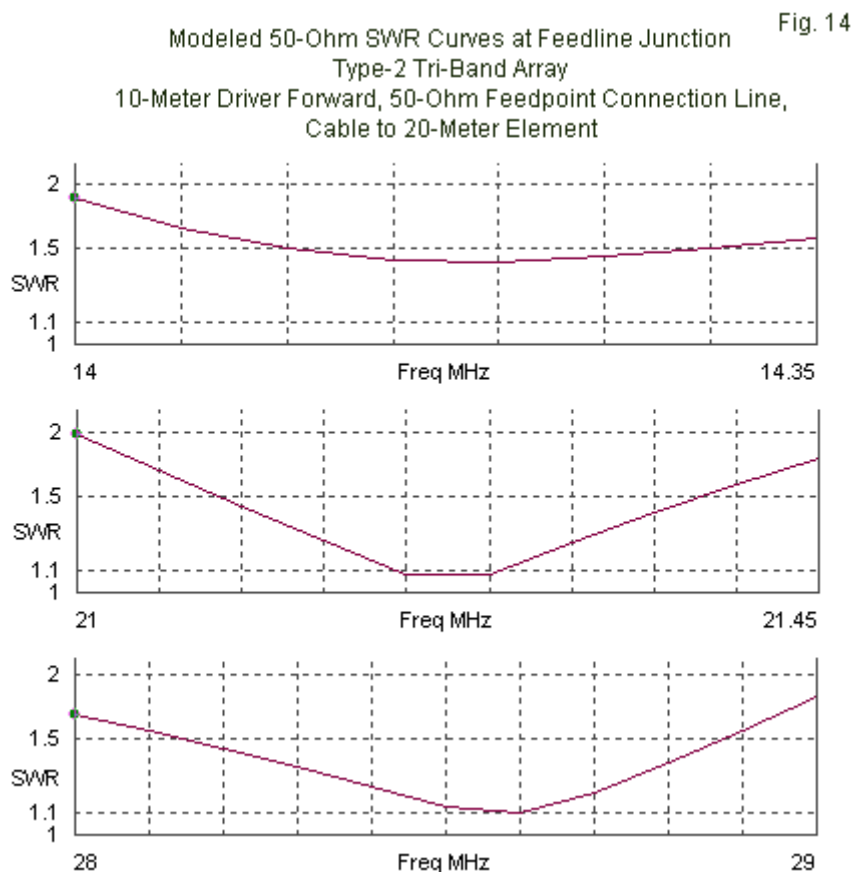 Fig. 14
Modeled 50-Ohm SWR Curves at Feedline Junction
Type-2 Tri-Band Array
10-Meter Driver Forward, 50-Ohm Feedpoint Connection Line,
Cable to 20-Meter Element
2
1.5
SWR
1.1
1
14 Freq MHz 14.35
2
1.5
SWR
1.1
1
21 Freq MHz 21.45
2
1.5
SWR
1.1
1
28 Freq MHz 29